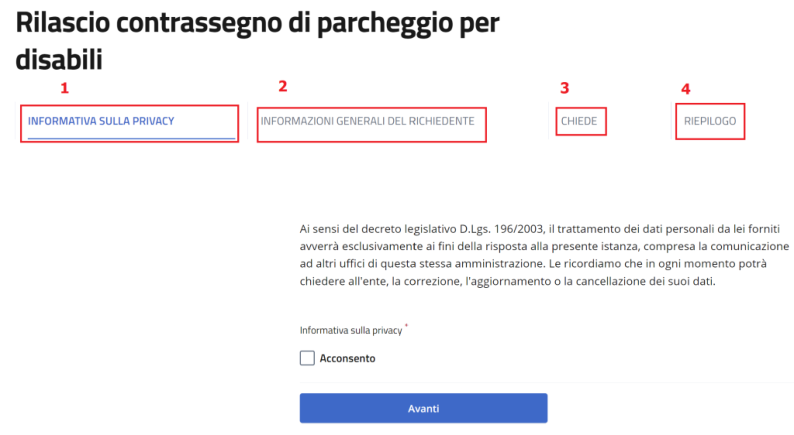 Rilascio contrassegno di parcheggio per
disabili
1 2 3 4
INFORMATIVA SULLA PRIVACY INFORMAZIONI GENERALI DEL RICHIEDENTE CHIEDE RIEPILOGO
Ai sensi del decreto legislativo D.Lgs. 196/2003, il trattamento dei dati personali da lei forniti
avverrà esclusivamente ai fini della risposta alla presente istanza, compresa la comunicazione
ad altri uffici di questa stessa amministrazione. Le ricordiamo che in ogni momento potrà
chiedere all'ente, la correzione, l'aggiornamento o la cancellazione dei suoi dati.
Informativa sulla privacy *
Acconsento
Avanti